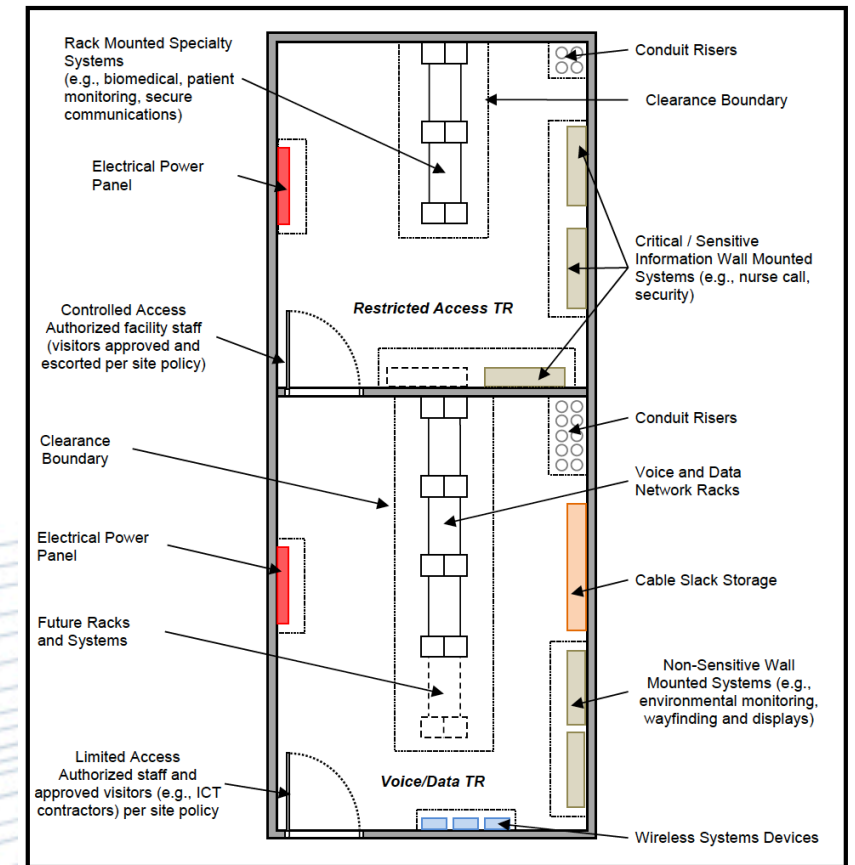 Rack Mounted Specialty
Systems
(e.g., biomedical, patient
monitoring, secure
communications)
Conduit Risers
Clearance Boundary
Electrical Power
Panel
Critical / Sensitive
Information Wall Mounted
Systems (e.g., nurse call,
security)
Controlled Access
Authorized facility staff
(visitors approved and
escorted per site policy)
Restricted Access TR
Conduit Risers
Clearance
Boundary
Voice and Data
Network Racks
Electrical Power
Panel
Cable Slack Storage
Future Racks
and Systems
Non-Sensitive Wall
Mounted Systems (e.g.,
environmental monitoring,
wayfinding and displays)
Limited Access
Authorized staff and
approved visitors (e.g., ICT
contractors) per site policy
Voice/Data TR
Wireless Systems Devices